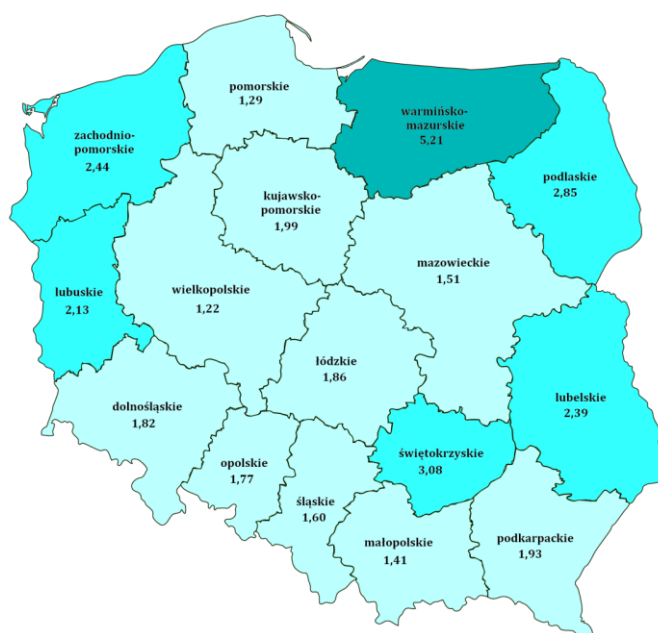 pomorskie
1,29
warmińsko-
mazurskie
5,21
zachodnio-
pomorskie
2,44
podlaskie
2,85
kujawsko-
pomorskie
1,99
mazowieckie
1,51
lubuskie
2,13
wielkopolskie
1,22
łódzkie
1,86
lubelskie
2,39
dolnośląskie
1,82
świętokrzyskie
3,08
opolskie
1,77
śląskie
1,60
małopolskie
1,41
podkarpackie
1,93